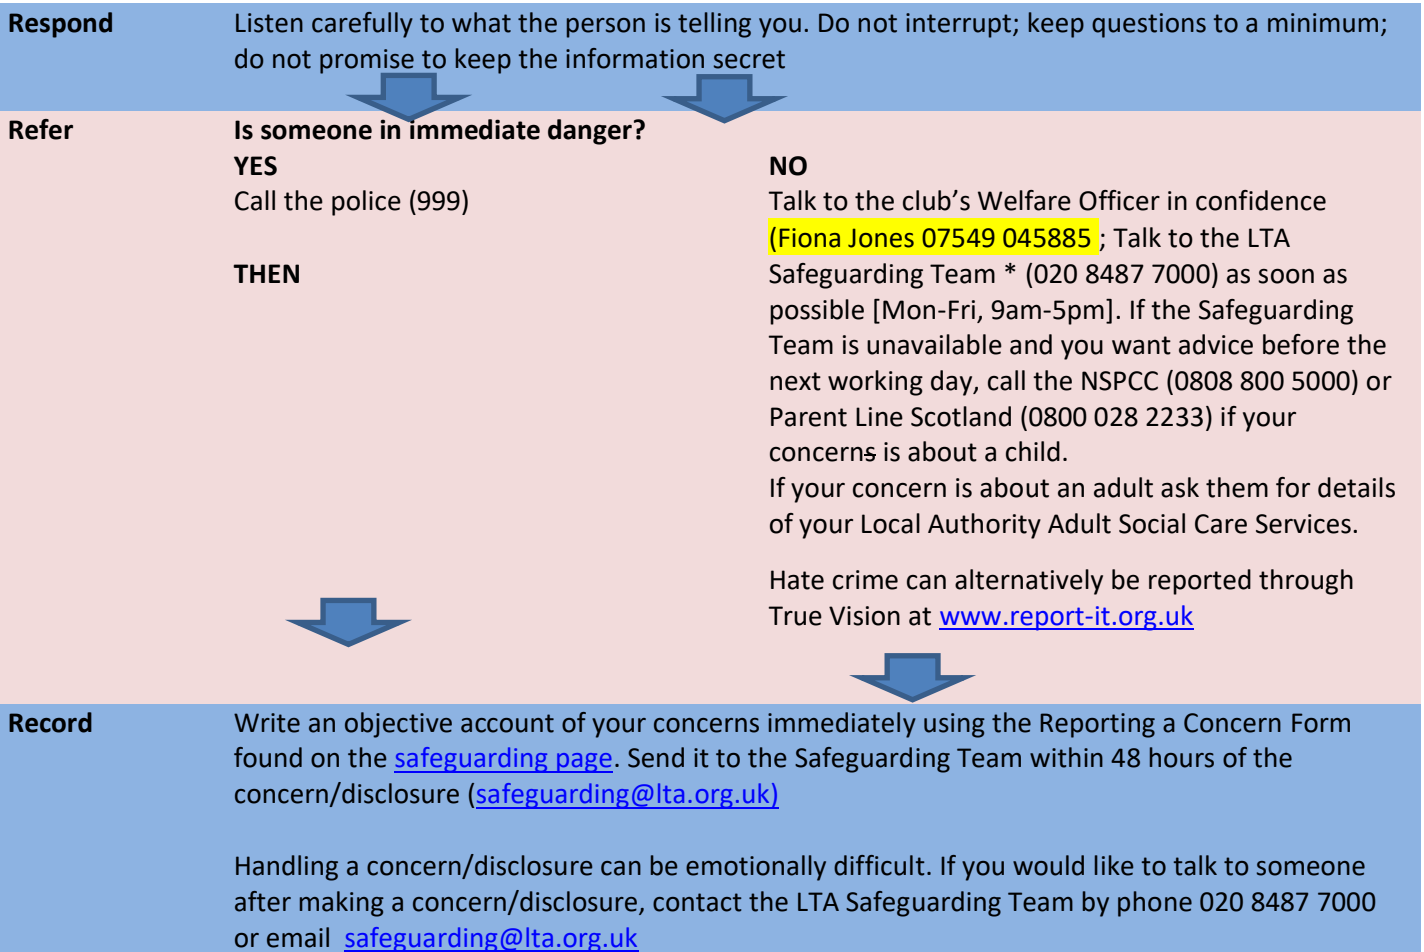 Respond
Listen carefully to what the person is telling you. Do not interrupt; keep questions to a minimum;
do not promise to keep the information secret
Refer
Is someone in immediate danger?
YES
Call the police (999)
THEN
NO
Talk to the club’s Welfare Officer in confidence
(Fiona Jones 07549 045885 ; Talk to the LTA
Safeguarding Team * (020 8487 7000) as soon as
possible [Mon-Fri, 9am-5pm]. If the Safeguarding
Team is unavailable and you want advice before the
next working day, call the NSPCC (0808 800 5000) or
Parent Line Scotland (0800 028 2233) if your
concerns is about a child.
If your concern is about an adult ask them for details
of your Local Authority Adult Social Care Services.
Hate crime can alternatively be reported through
True Vision at www.report-it.org.uk
Record
Write an objective account of your concerns immediately using the Reporting a Concern Form
found on the safeguarding page. Send it to the Safeguarding Team within 48 hours of the
concern/disclosure (safeguarding@lta.org.uk)
Handling a concern/disclosure can be emotionally difficult. If you would like to talk to someone
after making a concern/disclosure, contact the LTA Safeguarding Team by phone 020 8487 7000
or email safeguarding@lta.org.uk